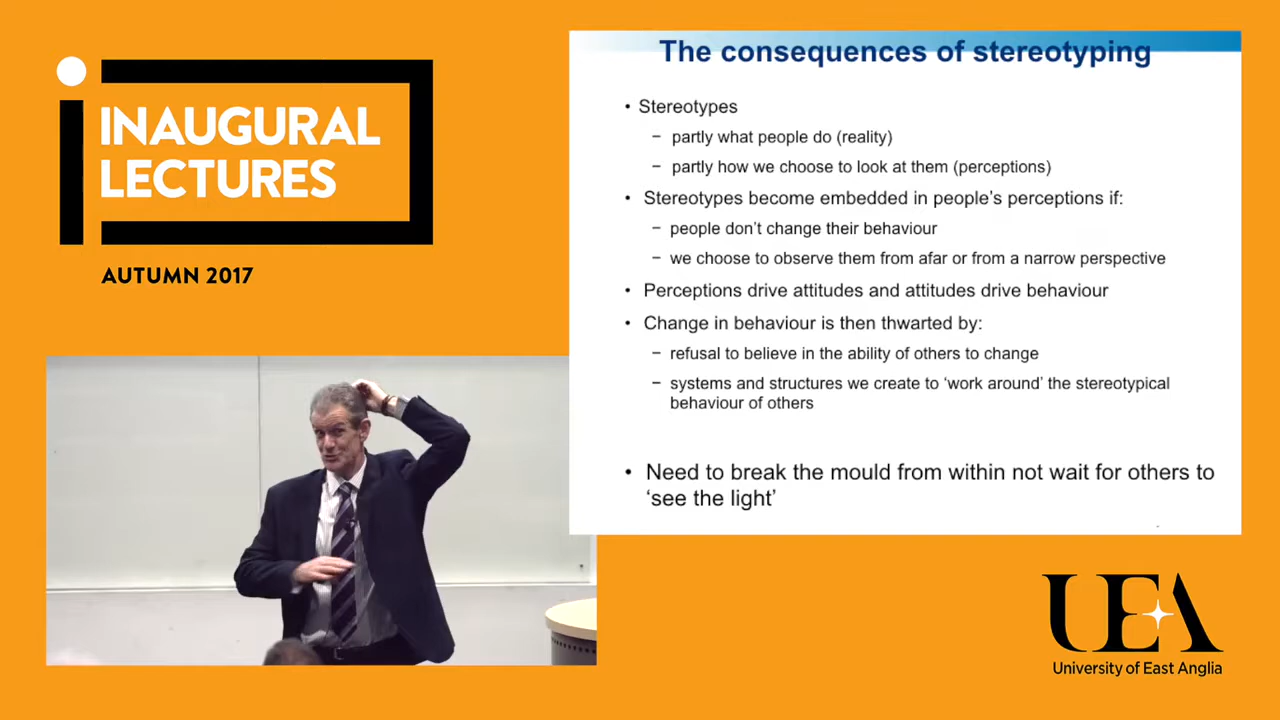 INAUGURAL
LECTURES
AUTUMN 2017
The consequences of stereotyping
• Stereotypes
– partly what people do (reality)
– partly how we choose to look at them (perceptions)
• Stereotypes become embedded in people’s perceptions if:
– people don’t change their behaviour
– we choose to observe them from afar or from a narrow perspective
• Perceptions drive attitudes and attitudes drive behaviour
• Change in behaviour is then thwarted by:
– refusal to believe in the ability of others to change
– systems and structures we create to ‘work around’ the stereotypical
behaviour of others
• Need to break the mould from within not wait for others to
‘see the light’
UEA
University of East Anglia